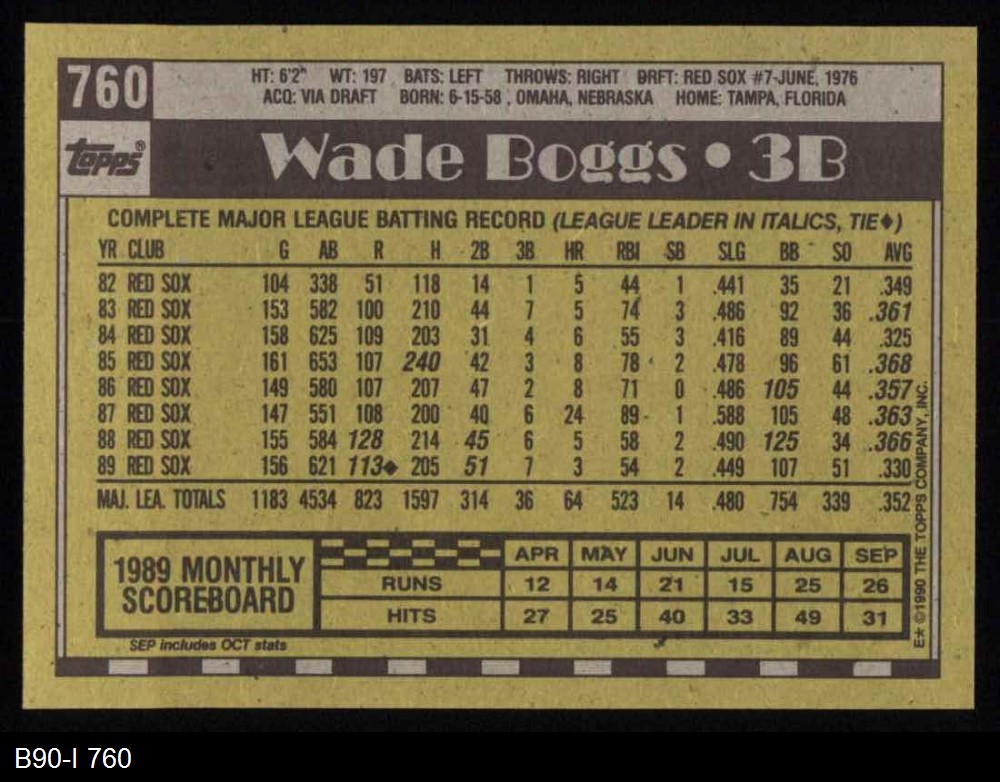 760
HT: 6'2" WT: 197 BATS: LEFT THROWS: RIGHT DRFT: RED SOX #7-JUNE, 1976
ACQ: VIA DRAFT BORN: 6-15-58, OMAHA, NEBRASKA HOME: TAMPA, FLORIDA
topps®
Wade Boggs • 3B
COMPLETE MAJOR LEAGUE BATTING RECORD (LEAGUE LEADER IN ITALICS, TIE♦)
YR CLUB G AB R H 2B 3B HR RBI SB SLG BB SO AVG
82 RED SOX 104 338 51 118 14 1 5 44 1 .441 35 21 .349
83 RED SOX 153 582 100 210 44 7 5 74 3 .486 92 36 .361
84 RED SOX 158 625 109 203 31 4 6 55 3 .416 89 44 .325
85 RED SOX 161 653 107 240 42 3 8 78 2 .478 96 61 .368
86 RED SOX 149 580 107 207 47 2 8 71 0 .486 105 44 .357
87 RED SOX 147 551 108 200 40 6 24 89 1 .588 105 48 .363
88 RED SOX 155 584 128 214 45 6 5 58 2 .490 125 34 .366
89 RED SOX 156 621 113♦ 205 51 7 3 54 2 .449 107 51 .330
MAJ. LEA. TOTALS 1183 4534 823 1597 314 36 64 523 14 .480 754 339 .352
1989 MONTHLY
SCOREBOARD
APR MAY JUN JUL AUG SEP
RUNS 12 14 21 15 25 26
HITS 27 25 40 33 49 31
SEP includes OCT stats
E* ©1990 THE TOPPS COMPANY, INC.
B90-I 760